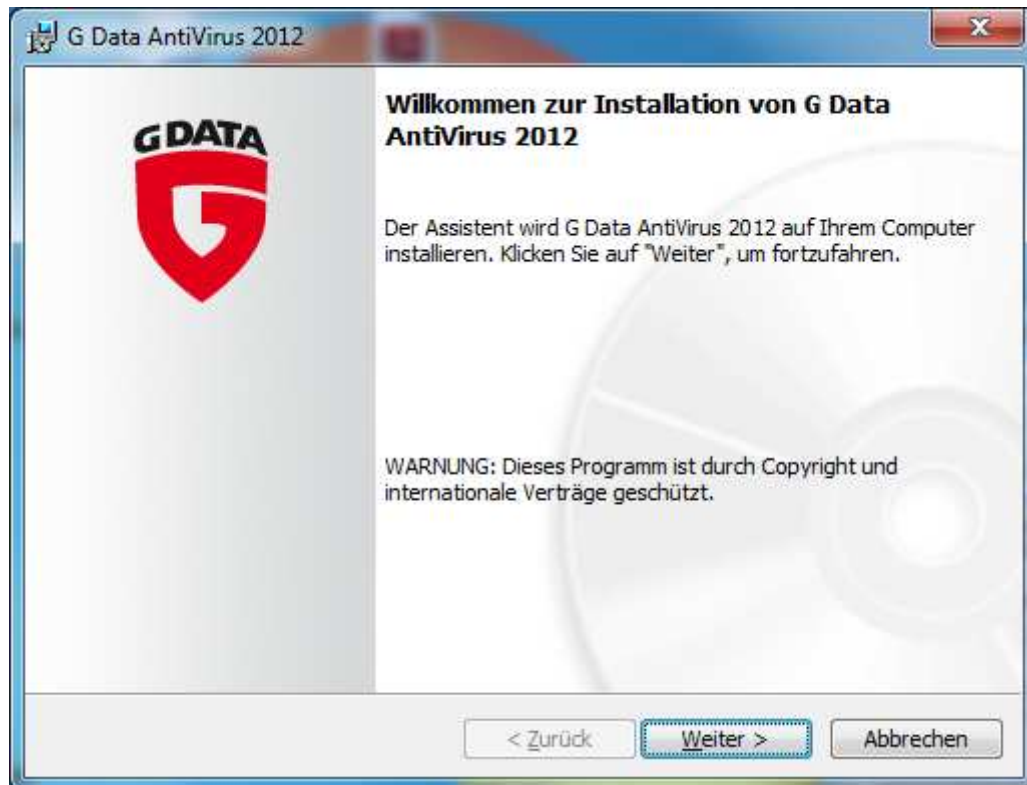 G Data AntiVirus 2012
G DATA
Willkommen zur Installation von G Data
AntiVirus 2012
Der Assistent wird G Data AntiVirus 2012 auf Ihrem Computer
installieren. Klicken Sie auf "Weiter", um fortzufahren.
WARNUNG: Dieses Programm ist durch Copyright und
internationale Verträge geschützt.
< Zurück Weiter > Abbrechen